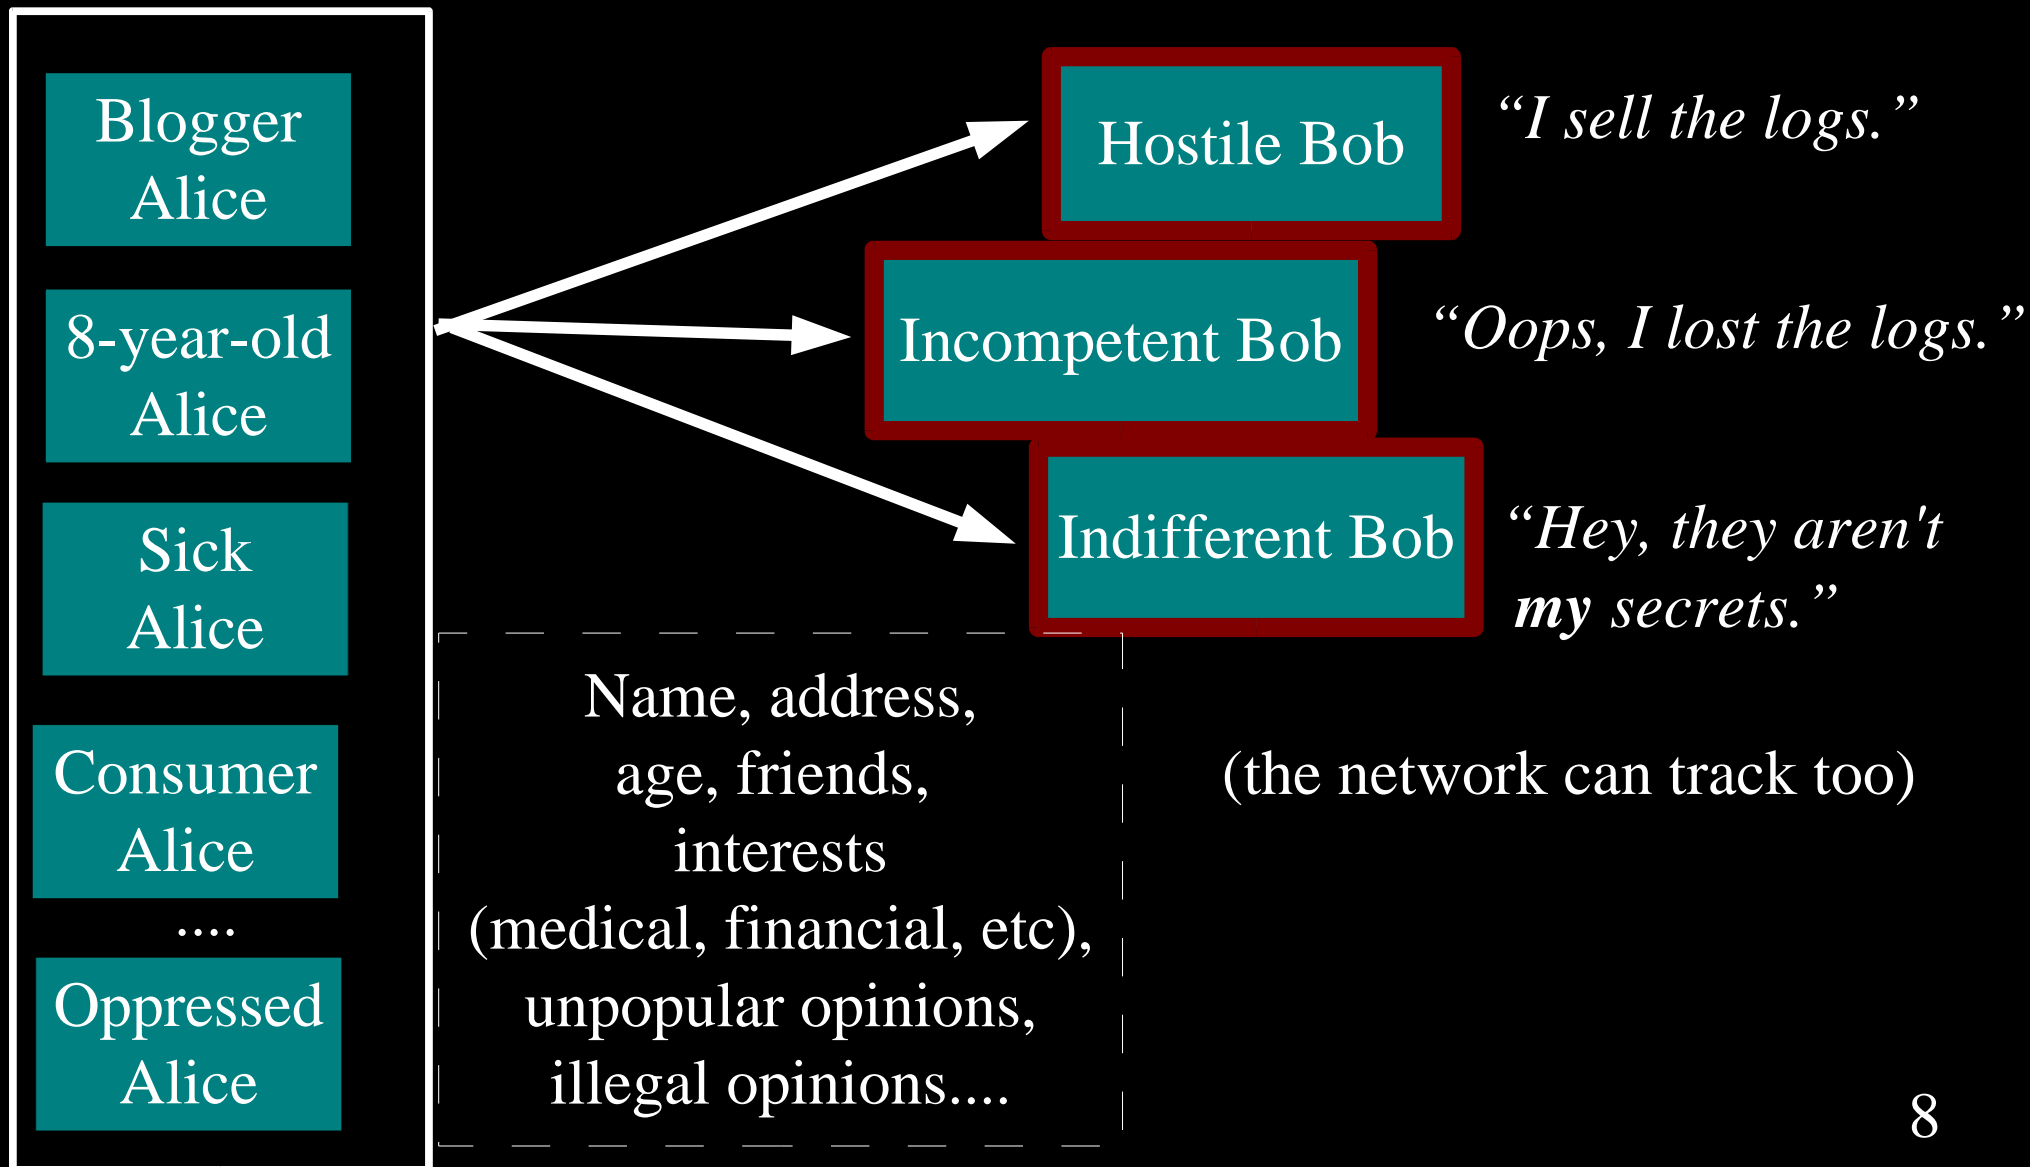 Blogger
Alice
8-year-old
Alice
Sick
Alice
Consumer
Alice
....
Oppressed
Alice
Hostile Bob
“I sell the logs.”
Incompetent Bob
“Oops, I lost the logs.”
Indifferent Bob
“Hey, they aren't
my secrets.”
Name, address,
age, friends,
interests
(medical, financial, etc),
unpopular opinions,
illegal opinions....
(the network can track too)
8